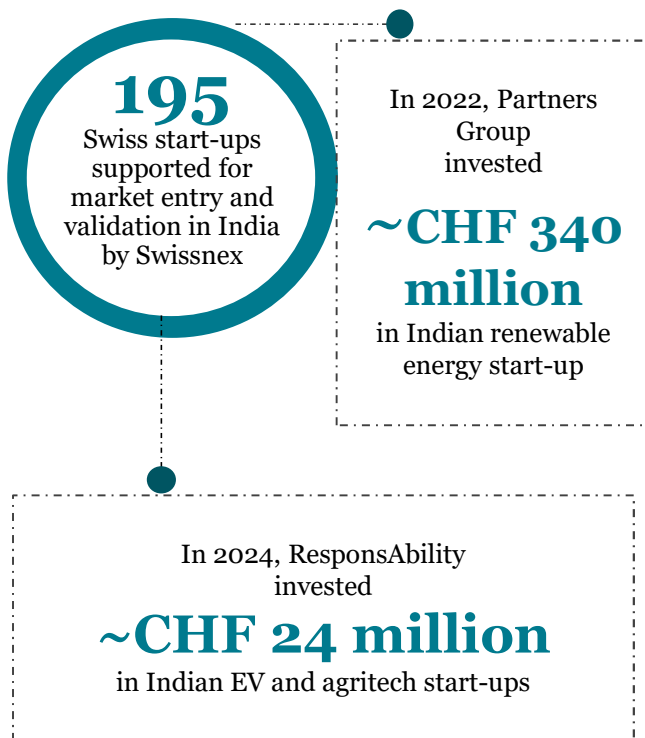 195
Swiss start-ups
supported for
market entry and
validation in India
by Swissnex
In 2022, Partners
Group
invested
~CHF 340
million
in Indian renewable
energy start-up
In 2024, ResponsAbility
invested
~CHF 24 million
in Indian EV and agritech start-ups